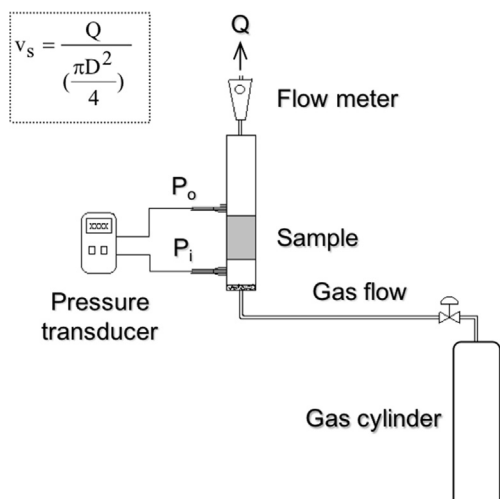 v_s = Q / (πD^2 / 4)
Q
Flow meter
P_o
XXXX
P_i
Sample
Gas flow
Pressure
transducer
Gas cylinder